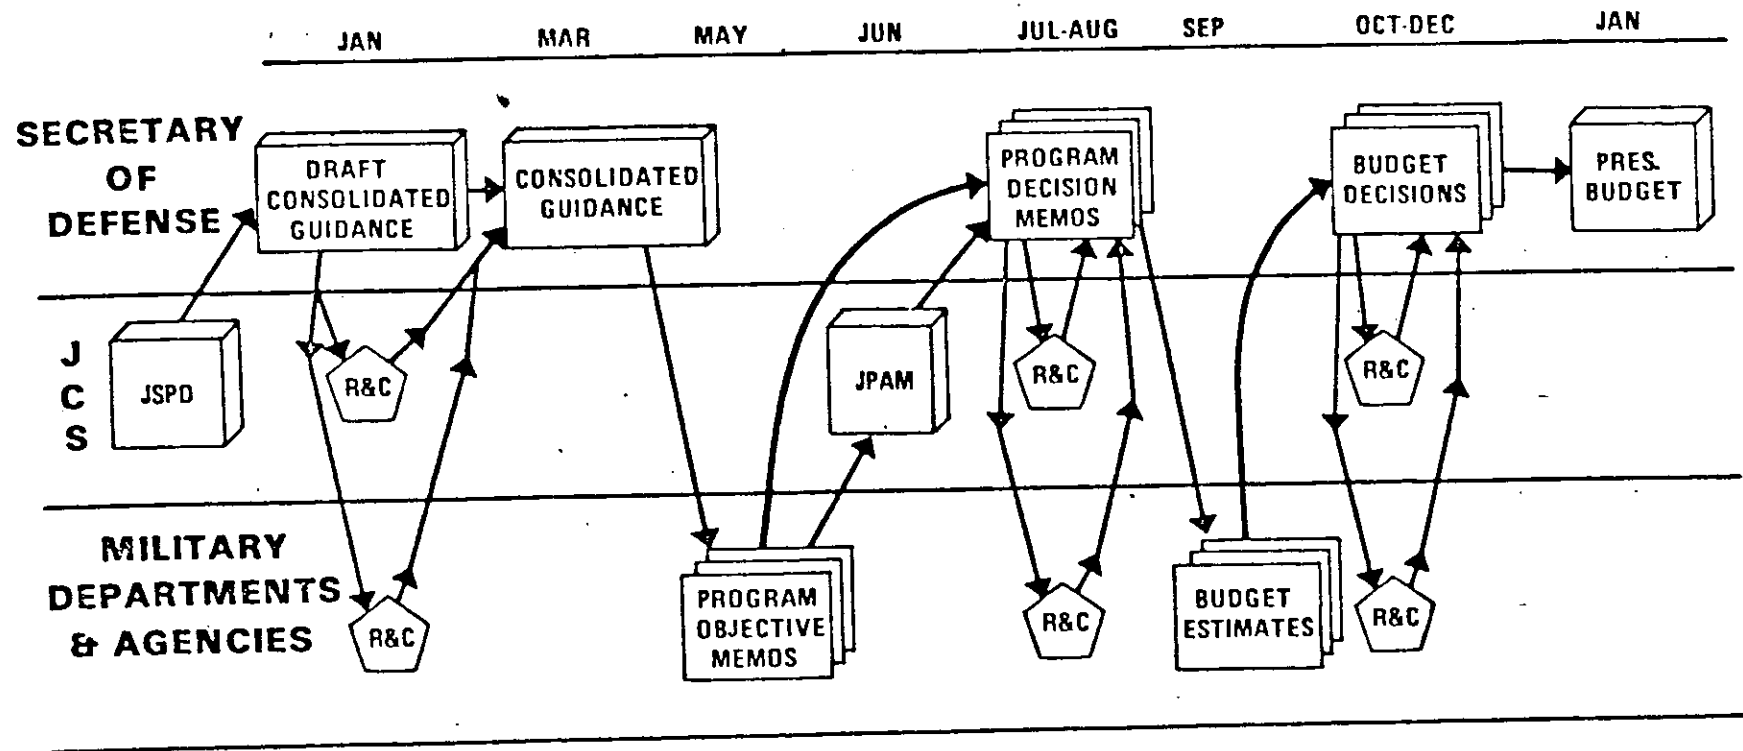 JAN MAR MAY JUN JUL-AUG SEP OCT-DEC JAN
SECRETARY
OF
DEFENSE
DRAFT
CONSOLIDATED
GUIDANCE
CONSOLIDATED
GUIDANCE
PROGRAM
DECISION
MEMOS
BUDGET
DECISIONS
PRES.
BUDGET
J
C
S
JSPD
R&C
JPAM
R&C
R&C
MILITARY
DEPARTMENTS
& AGENCIES
R&C
PROGRAM
OBJECTIVE
MEMOS
R&C
BUDGET
ESTIMATES
R&C